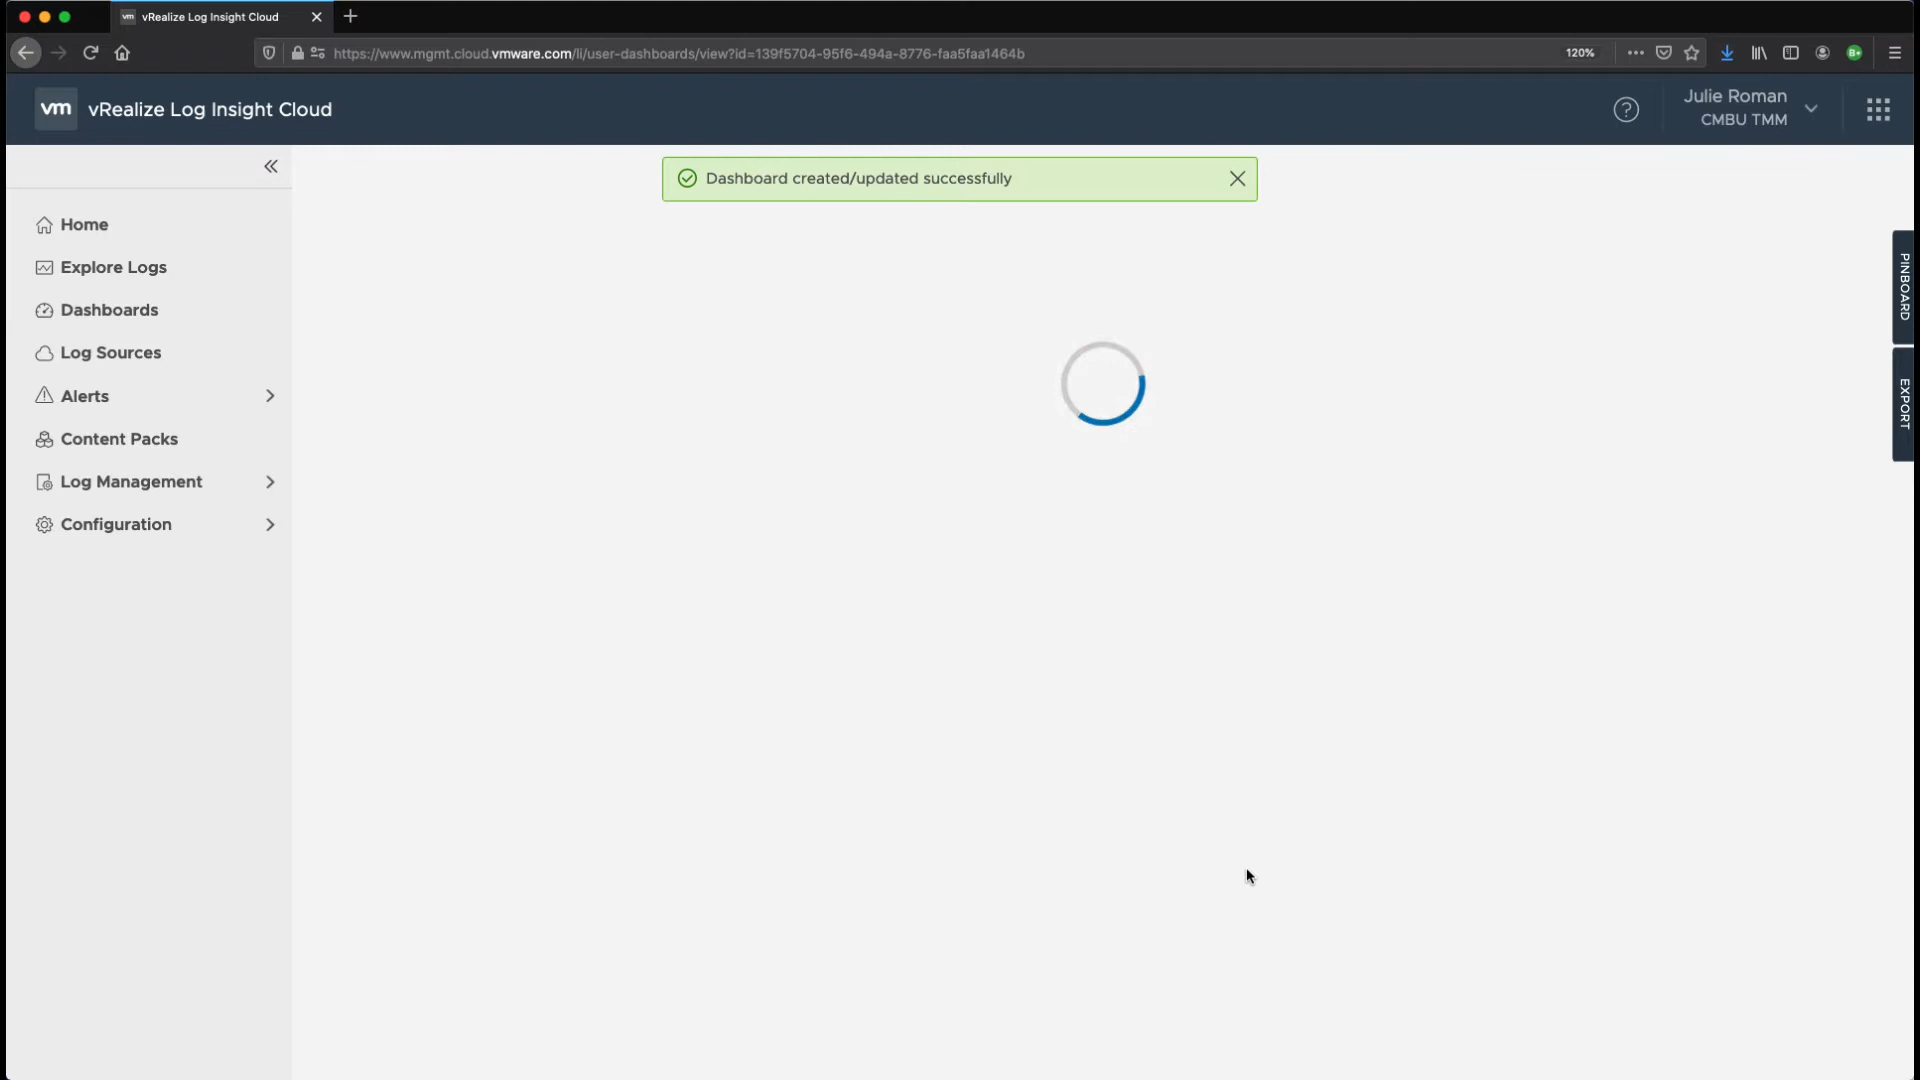 vm vRealize Log Insight Cloud
https://www.mgmt.cloud.vmware.com/li/user-dashboards/view?id=139f5704-95f6-494a-8776-faa5faa1464b
120%
B+
vm vRealize Log Insight Cloud
?
Julie Roman
CMBU TMM
Dashboard created/updated successfully
Home
Explore Logs
Dashboards
Log Sources
Alerts
Content Packs
Log Management
Configuration
PINBOARD
EXPORT